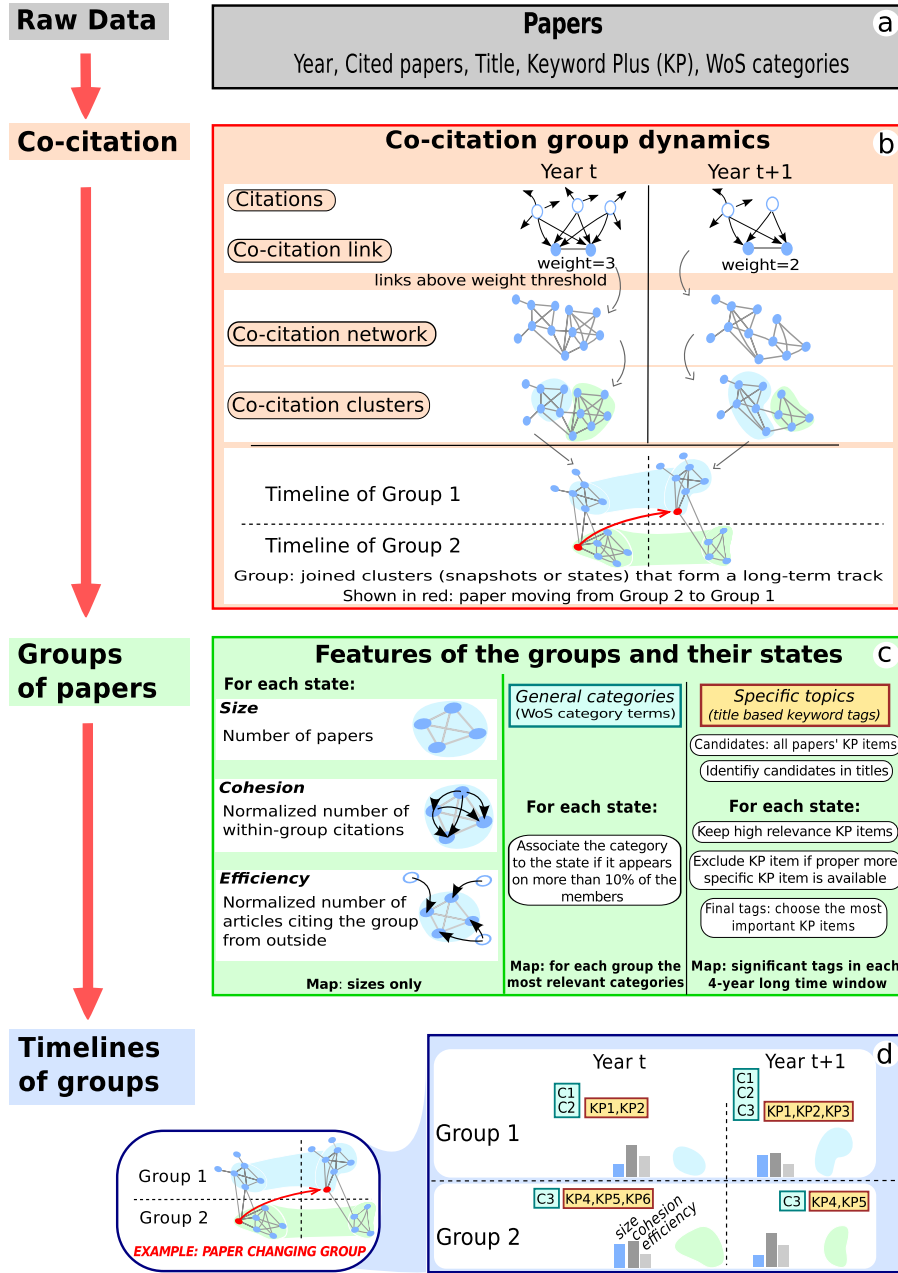 Raw Data
Papers
a
Year, Cited papers, Title, Keyword Plus (KP), WoS categories
Co-citation
Co-citation group dynamics
b
Year t
Year t+1
Citations
Co-citation link
weight=3
weight=2
links above weight threshold
Co-citation network
Co-citation clusters
Timeline of Group 1
Timeline of Group 2
Group: joined clusters (snapshots or states) that form a long-term track
Shown in red: paper moving from Group 2 to Group 1
Groups
of papers
Features of the groups and their states
c
For each state:
Size
Number of papers
Cohesion
Normalized number of
within-group citations
Efficiency
Normalized number of
articles citing the group
from outside
Map: sizes only
General categories
(WoS category terms)
For each state:
Associate the category
to the state if it appears
on more than 10% of the
members
Map: for each group the
most relevant categories
Specific topics
(title based keyword tags)
Candidates: all papers' KP items
Identifiy candidates in titles
For each state:
Keep high relevance KP items
Exclude KP item if proper more
specific KP item is available
Final tags: choose the most
important KP items
Map: significant tags in each
4-year long time window
Timelines
of groups
d
Year t
Year t+1
Group 1
C1
C2
KP1,KP2
C1
C2
C3
KP1,KP2,KP3
Group 2
C3
KP4,KP5,KP6
size
cohesion
efficiency
C3
KP4,KP5
Group 1
Group 2
EXAMPLE: PAPER CHANGING GROUP